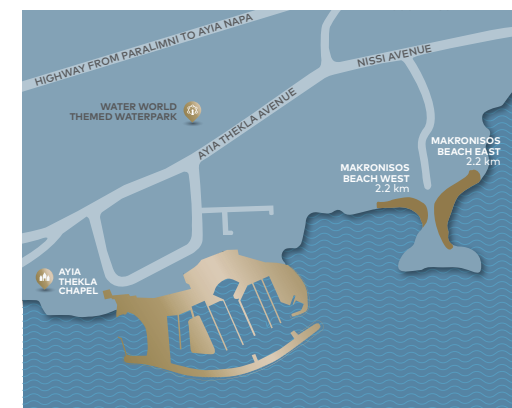 HIGHWAY FROM PARALIMNI TO AYIA NAPA
NISSI AVENUE
WATER WORLD
THEMED WATERPARK
AYIA THEKLA AVENUE
MAKRONISOS
BEACH EAST
2.2 km
MAKRONISOS
BEACH WEST
2.2 km
AYIA
THEKLA
CHAPEL